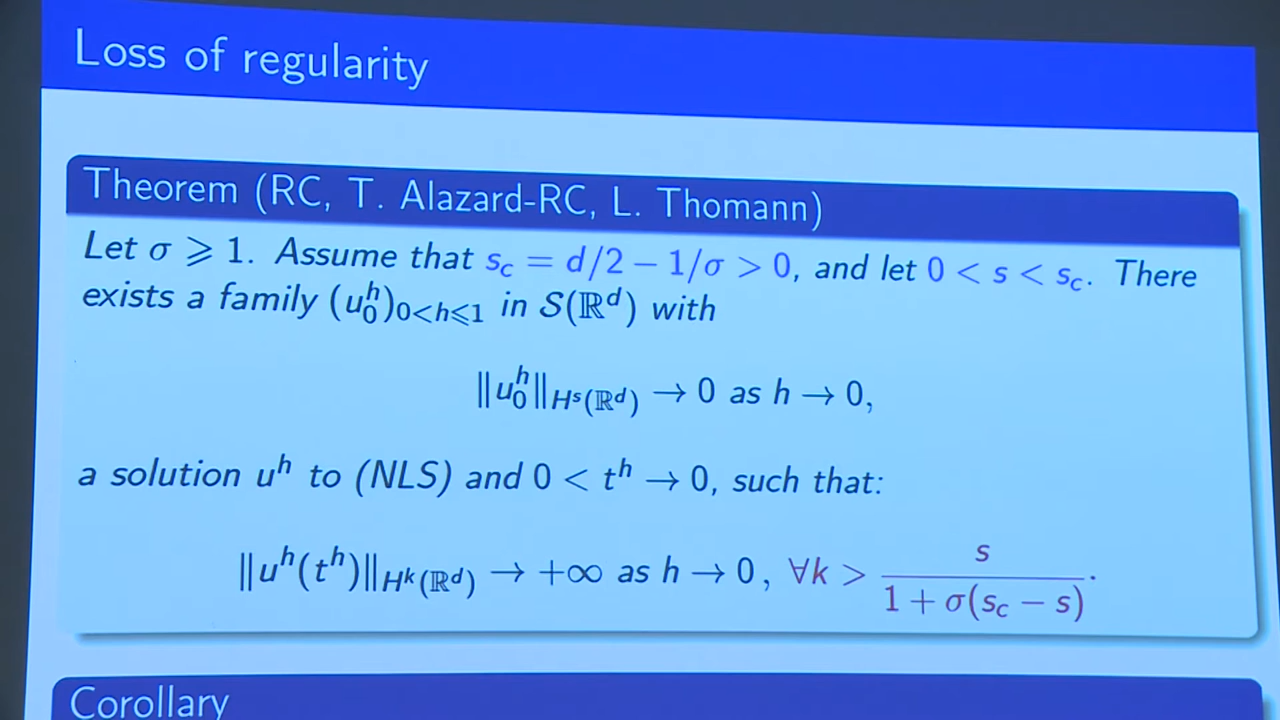 Loss of regularity
Theorem (RC, T. Alazard-RC, L. Thomann)
Let σ ⩾ 1. Assume that s_c = d/2 − 1/σ > 0, and let 0 < s < s_c. There
exists a family (u_0^h)_{0<h⩽1} in 𝒮(ℝ^d) with
‖u_0^h‖_{H^s(ℝ^d)} → 0 as h → 0,
a solution u^h to (NLS) and 0 < t^h → 0, such that:
‖u^h(t^h)‖_{H^k(ℝ^d)} → +∞ as h → 0, ∀k > s / (1 + σ(s_c − s)).
Corollary